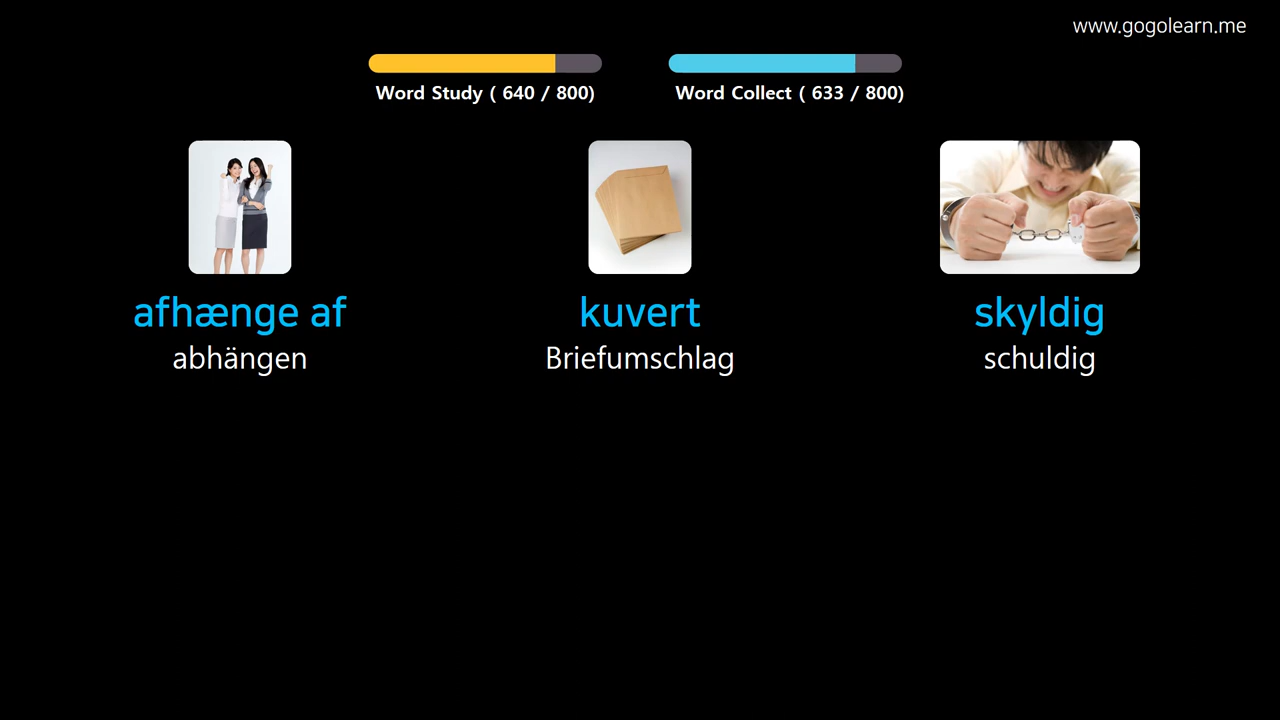 www.gogolearn.me
Word Study ( 640 / 800)
Word Collect ( 633 / 800)
afhænge af
abhängen
kuvert
Briefumschlag
skyldig
schuldig